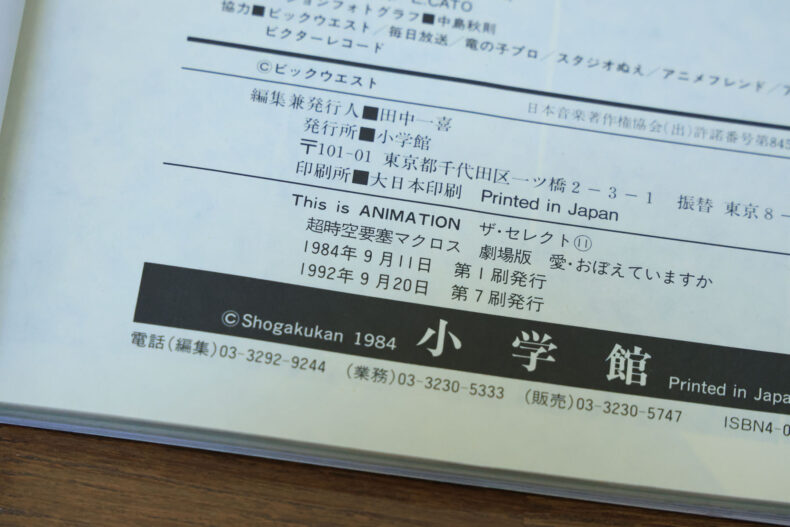 ションフォトグラフ■中島秋則
協力■ビックウエスト/毎日放送/竜の子プロ/スタジオぬえ/アニメフレンド/
ビクターレコード
©ビックウエスト
日本音楽著作権協会(出)許諾番号第845
編集兼発行人■田中一喜
発行所■小学館
〒101-01 東京都千代田区一ツ橋2-3-1 振替 東京8-
印刷所■大日本印刷 Printed in Japan
This is ANIMATION ザ・セレクト⑪
超時空要塞マクロス 劇場版 愛・おぼえていますか
1984年9月11日 第1刷発行
1992年9月20日 第7刷発行
©Shogakukan 1984 小学館 Printed in Japa
電話(編集)03-3292-9244 (業務)03-3230-5333 (販売)03-3230-5747 ISBN4-0